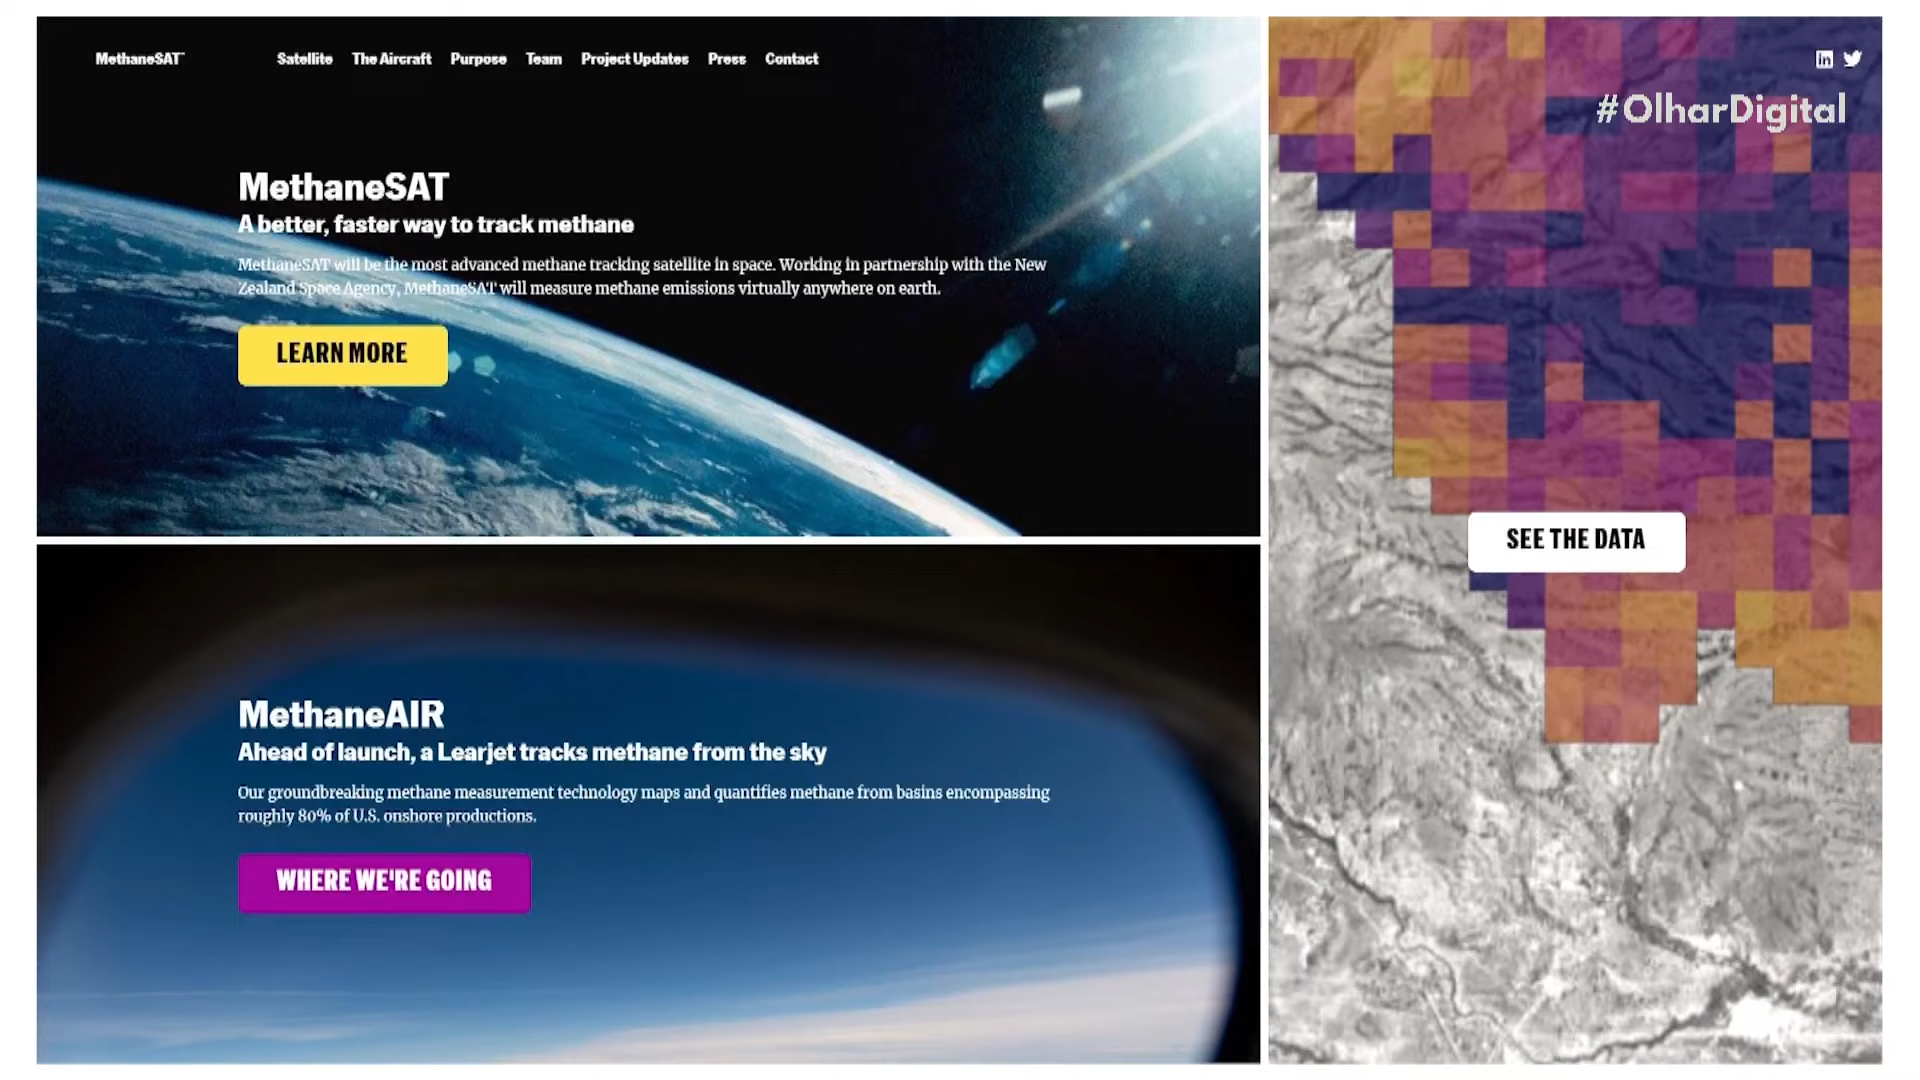 MethaneSAT
Satellite The Aircraft Purpose Team Project Updates Press Contact
in
#OlharDigital
MethaneSAT
A better, faster way to track methane
MethaneSAT will be the most advanced methane tracking satellite in space. Working in partnership with the New
Zealand Space Agency, MethaneSAT will measure methane emissions virtually anywhere on earth.
LEARN MORE
SEE THE DATA
MethaneAIR
Ahead of launch, a Learjet tracks methane from the sky
Our groundbreaking methane measurement technology maps and quantifies methane from basins encompassing
roughly 80% of U.S. onshore productions.
WHERE WE'RE GOING